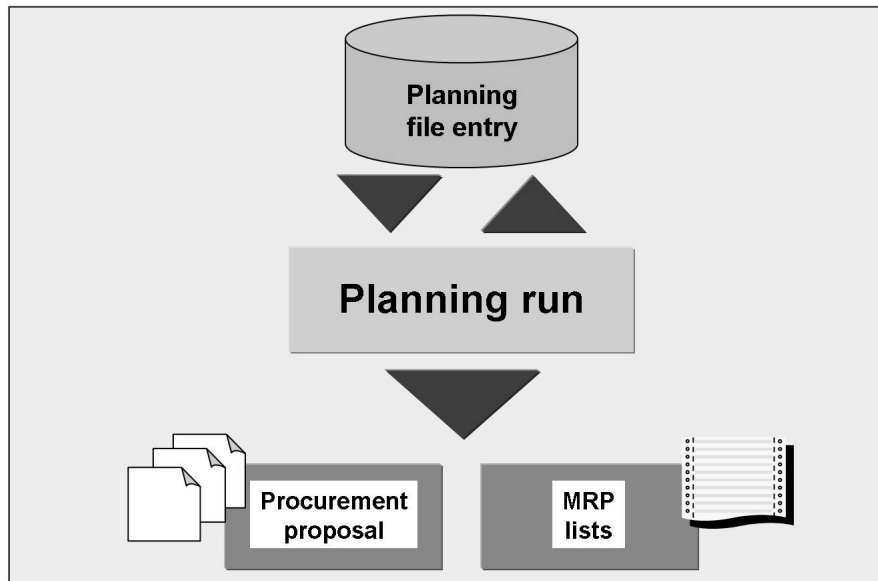 Planning
file entry
Planning run
Procurement
proposal
MRP
lists